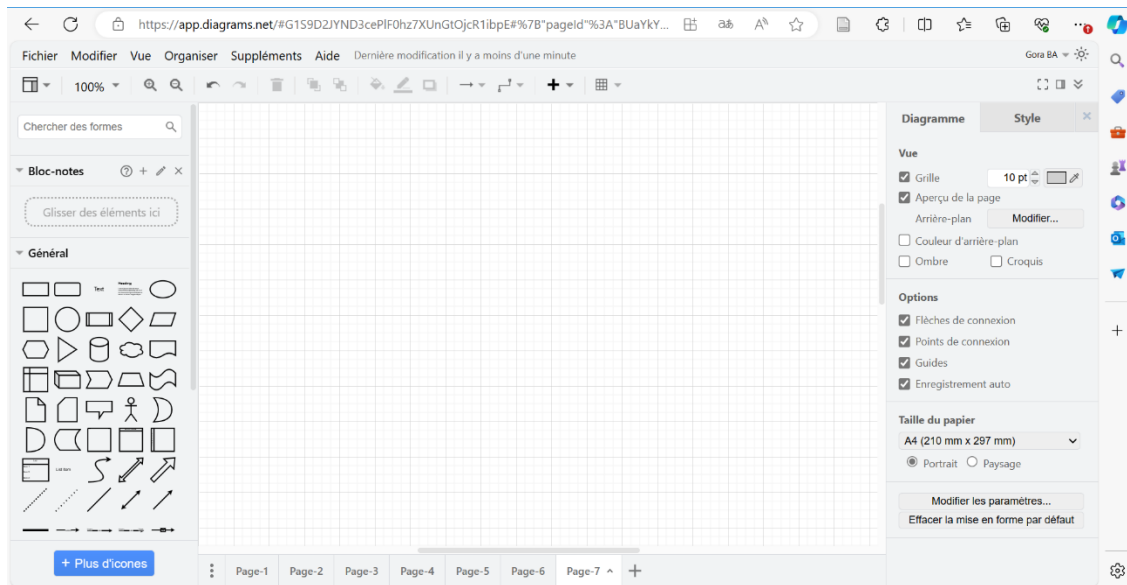 https://app.diagrams.net/#G1S9D2JYND3cePlF0hz7XUnGtOjcR1ibpE#%7B"pageId"%3A"BUaYkY...
Fichier Modifier Vue Organiser Suppléments Aide Dernière modification il y a moins d'une minute
Gora BA
100%
Chercher des formes
Bloc-notes
Glisser des éléments ici
Général
Text
Heading
List Item
+ Plus d'icones
Page-1 Page-2 Page-3 Page-4 Page-5 Page-6 Page-7
Diagramme Style
Vue
Grille 10 pt
Aperçu de la page
Arrière-plan Modifier...
Couleur d'arrière-plan
Ombre Croquis
Options
Flèches de connexion
Points de connexion
Guides
Enregistrement auto
Taille du papier
A4 (210 mm x 297 mm)
Portrait Paysage
Modifier les paramètres...
Effacer la mise en forme par défaut